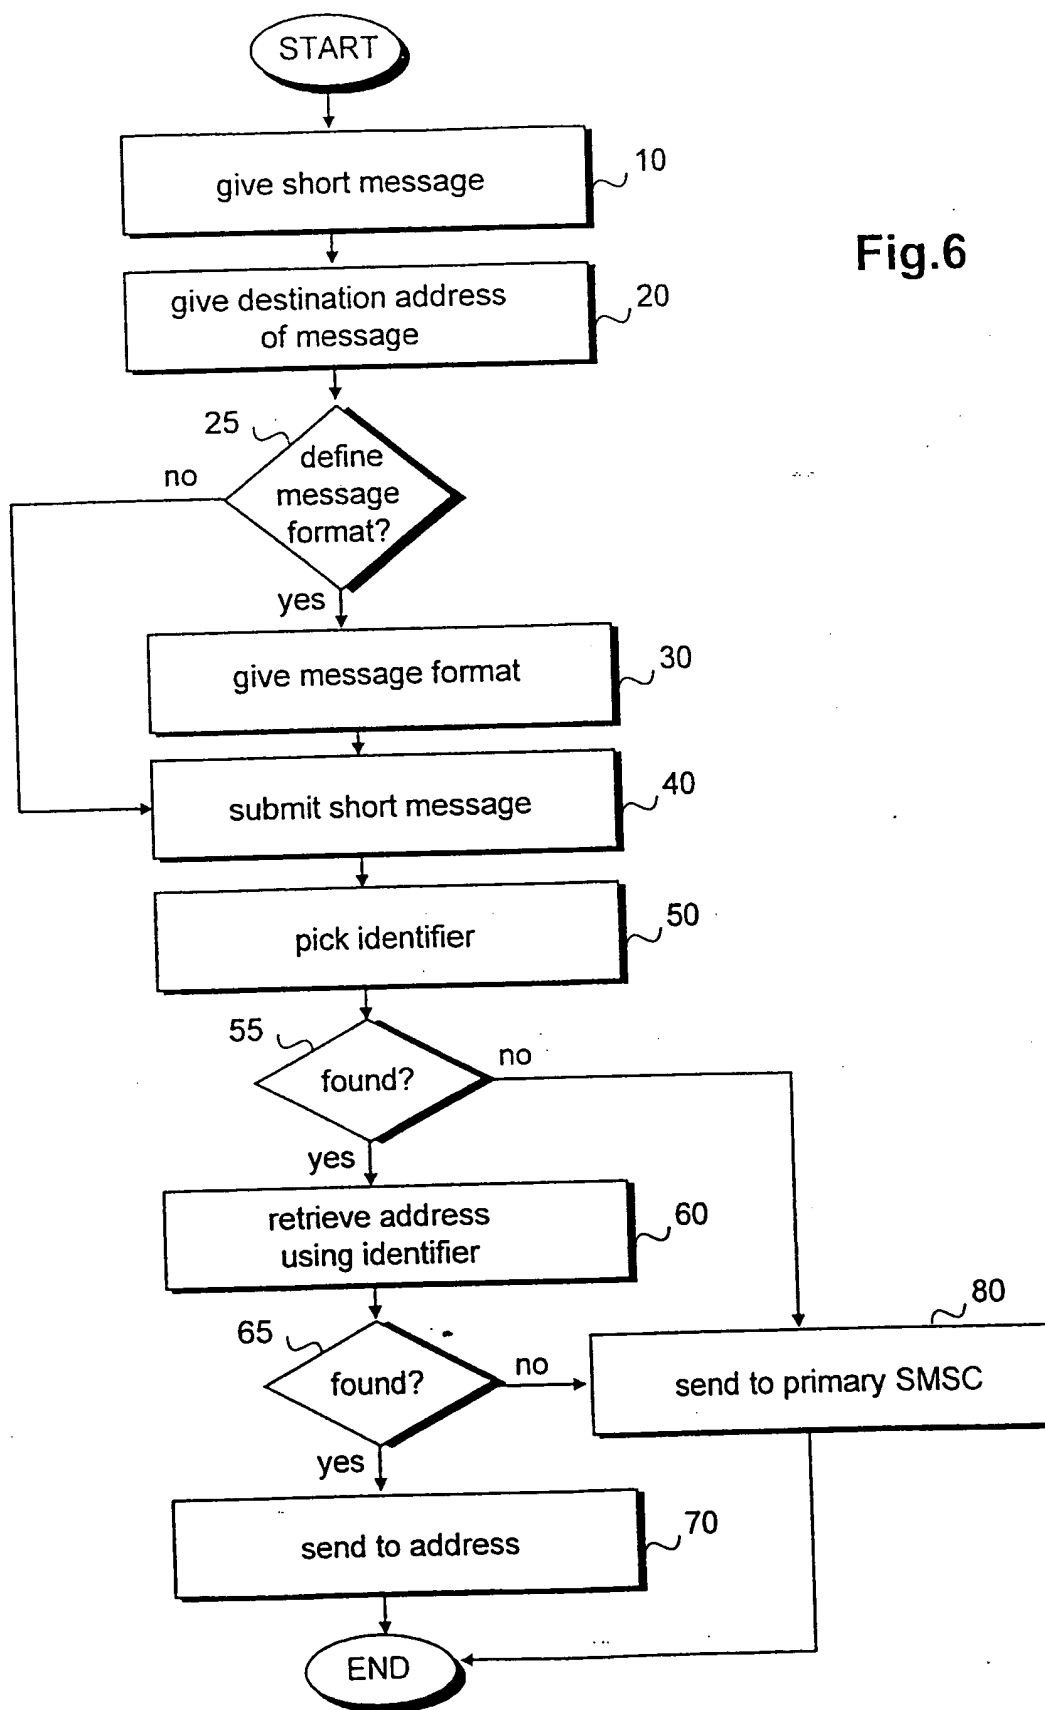 START
give short message
10
Fig.6
give destination address
of message
20
25
define
message
format?
no
yes
give message format
30
submit short message
40
pick identifier
50
55
found?
no
yes
retrieve address
using identifier
60
65
found?
no
80
send to primary SMSC
yes
send to address
70
END